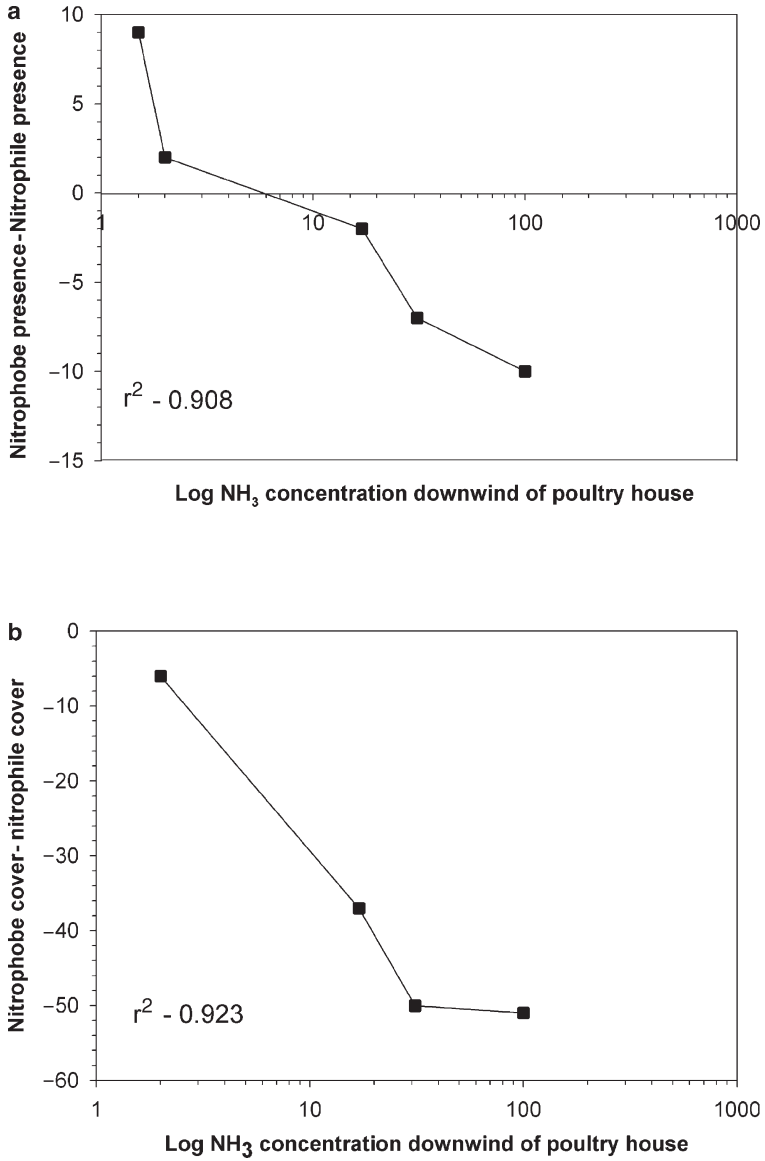 a
Nitrophobe presence-Nitrophile presence
10
5
0
−5
−10
−15
1
10
100
1000
r² - 0.908
Log NH₃ concentration downwind of poultry house
b
Nitrophobe cover- nitrophile cover
0
−10
−20
−30
−40
−50
−60
r² - 0.923
1
10
100
1000
Log NH3 concentration downwind of poultry house